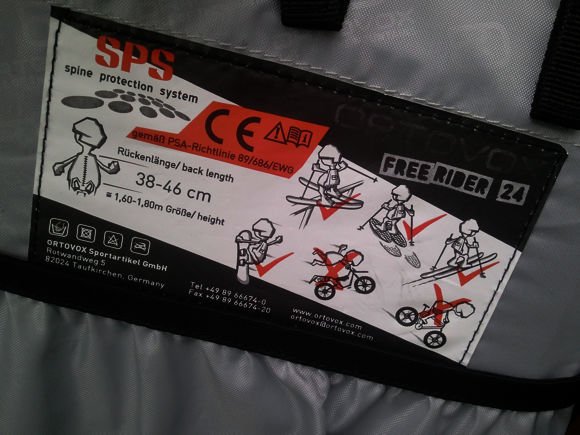 SPS
spine protection system
CE
gemäß PSA-Richtlinie 89/686/EWG
ORTOVOX
FREERIDER 24
Rückenlänge/ back length
38-46 cm
≙ 1,60-1,80m Größe/ height
ORTOVOX Sportartikel GmbH
Rotwandweg 5
82024 Taufkirchen, Germany
Tel +49 89 66674-0
Fax +49 89 66674-20
www.ortovox.com
ortovox@ortovox.com